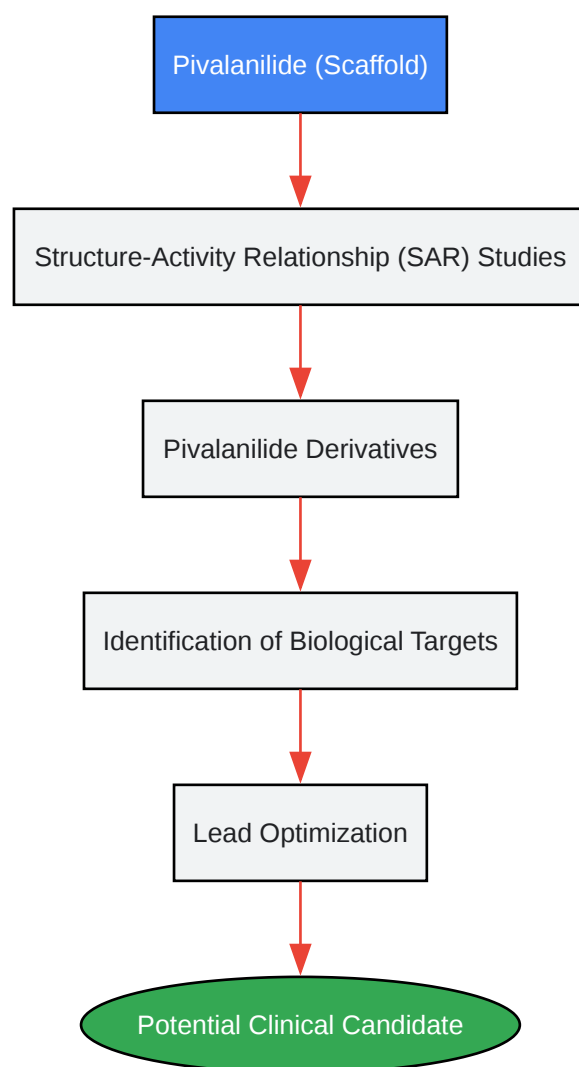 Pivalanilide (Scaffold)
Structure-Activity Relationship (SAR) Studies
Pivalanilide Derivatives
Identification of Biological Targets
Lead Optimization
Potential Clinical Candidate